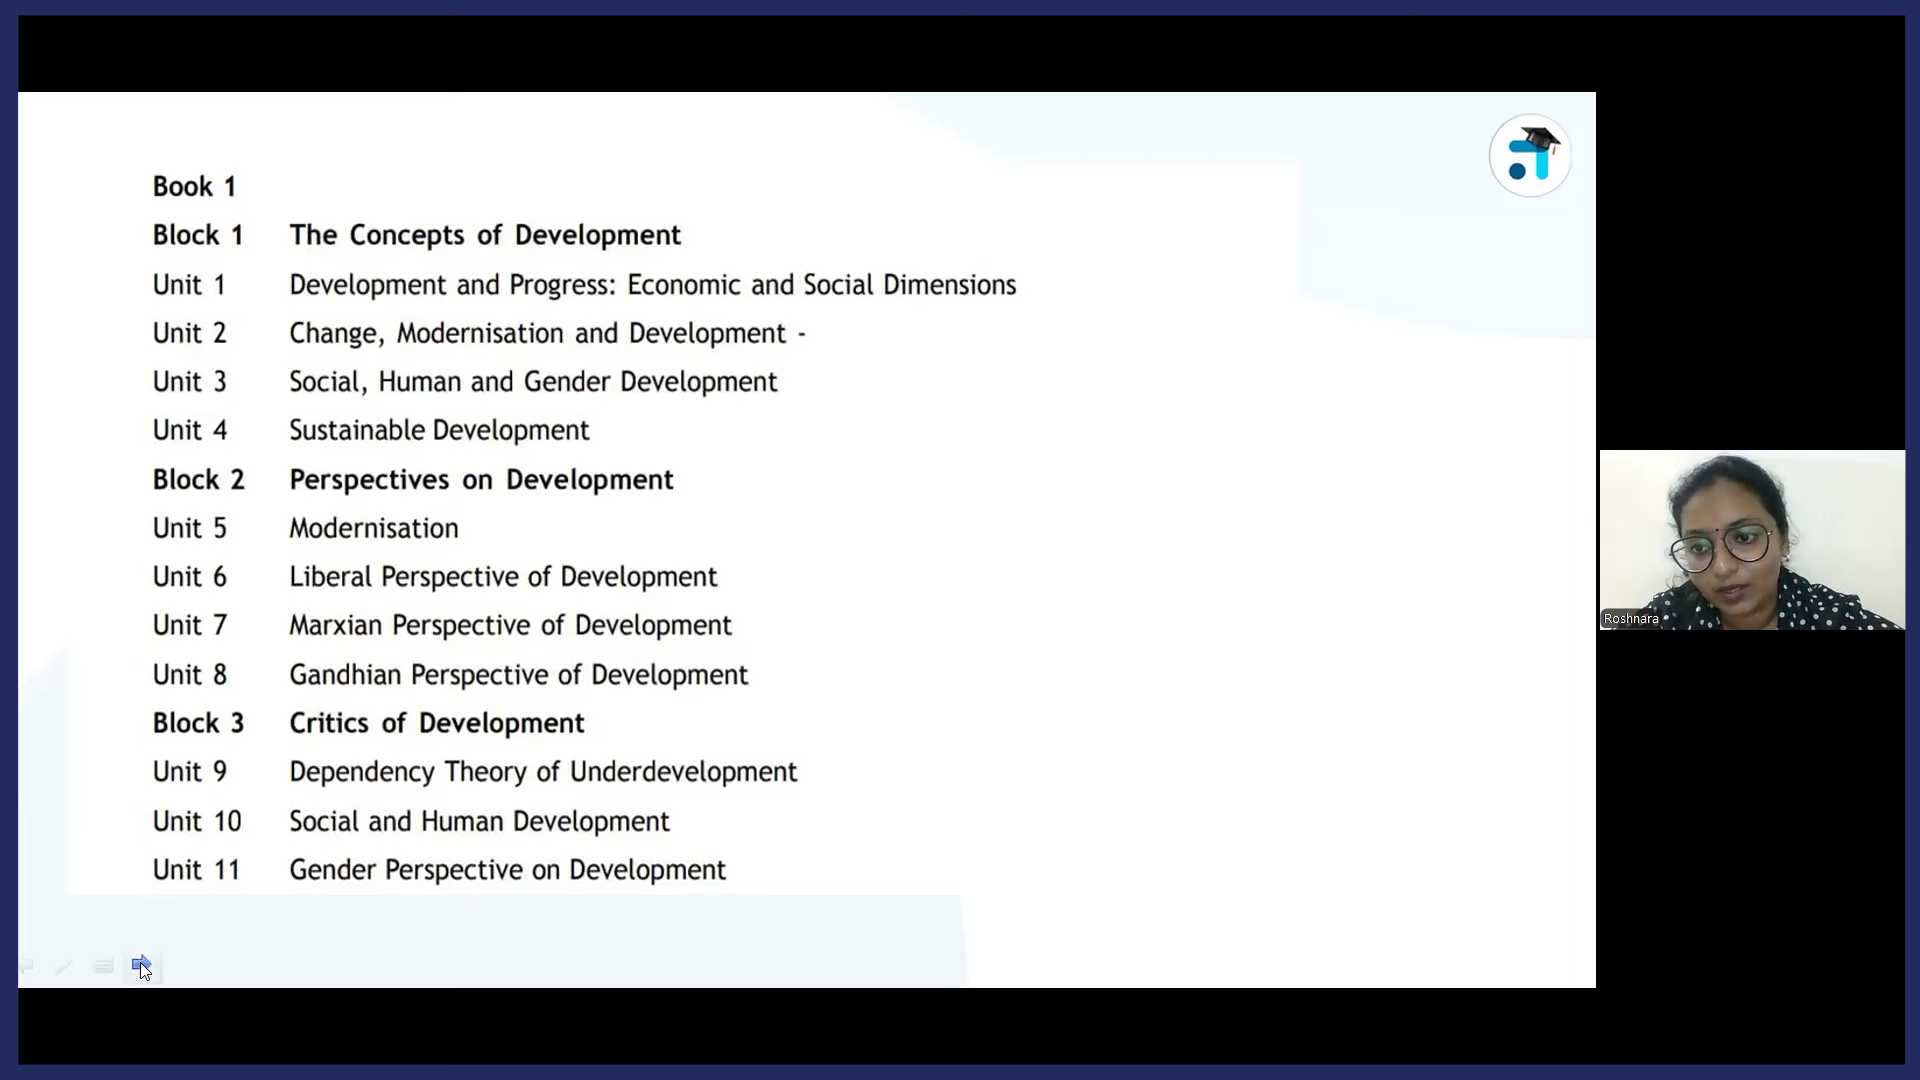 Book 1
Block 1 The Concepts of Development
Unit 1 Development and Progress: Economic and Social Dimensions
Unit 2 Change, Modernisation and Development -
Unit 3 Social, Human and Gender Development
Unit 4 Sustainable Development
Block 2 Perspectives on Development
Unit 5 Modernisation
Unit 6 Liberal Perspective of Development
Unit 7 Marxian Perspective of Development
Unit 8 Gandhian Perspective of Development
Block 3 Critics of Development
Unit 9 Dependency Theory of Underdevelopment
Unit 10 Social and Human Development
Unit 11 Gender Perspective on Development
Roshnara